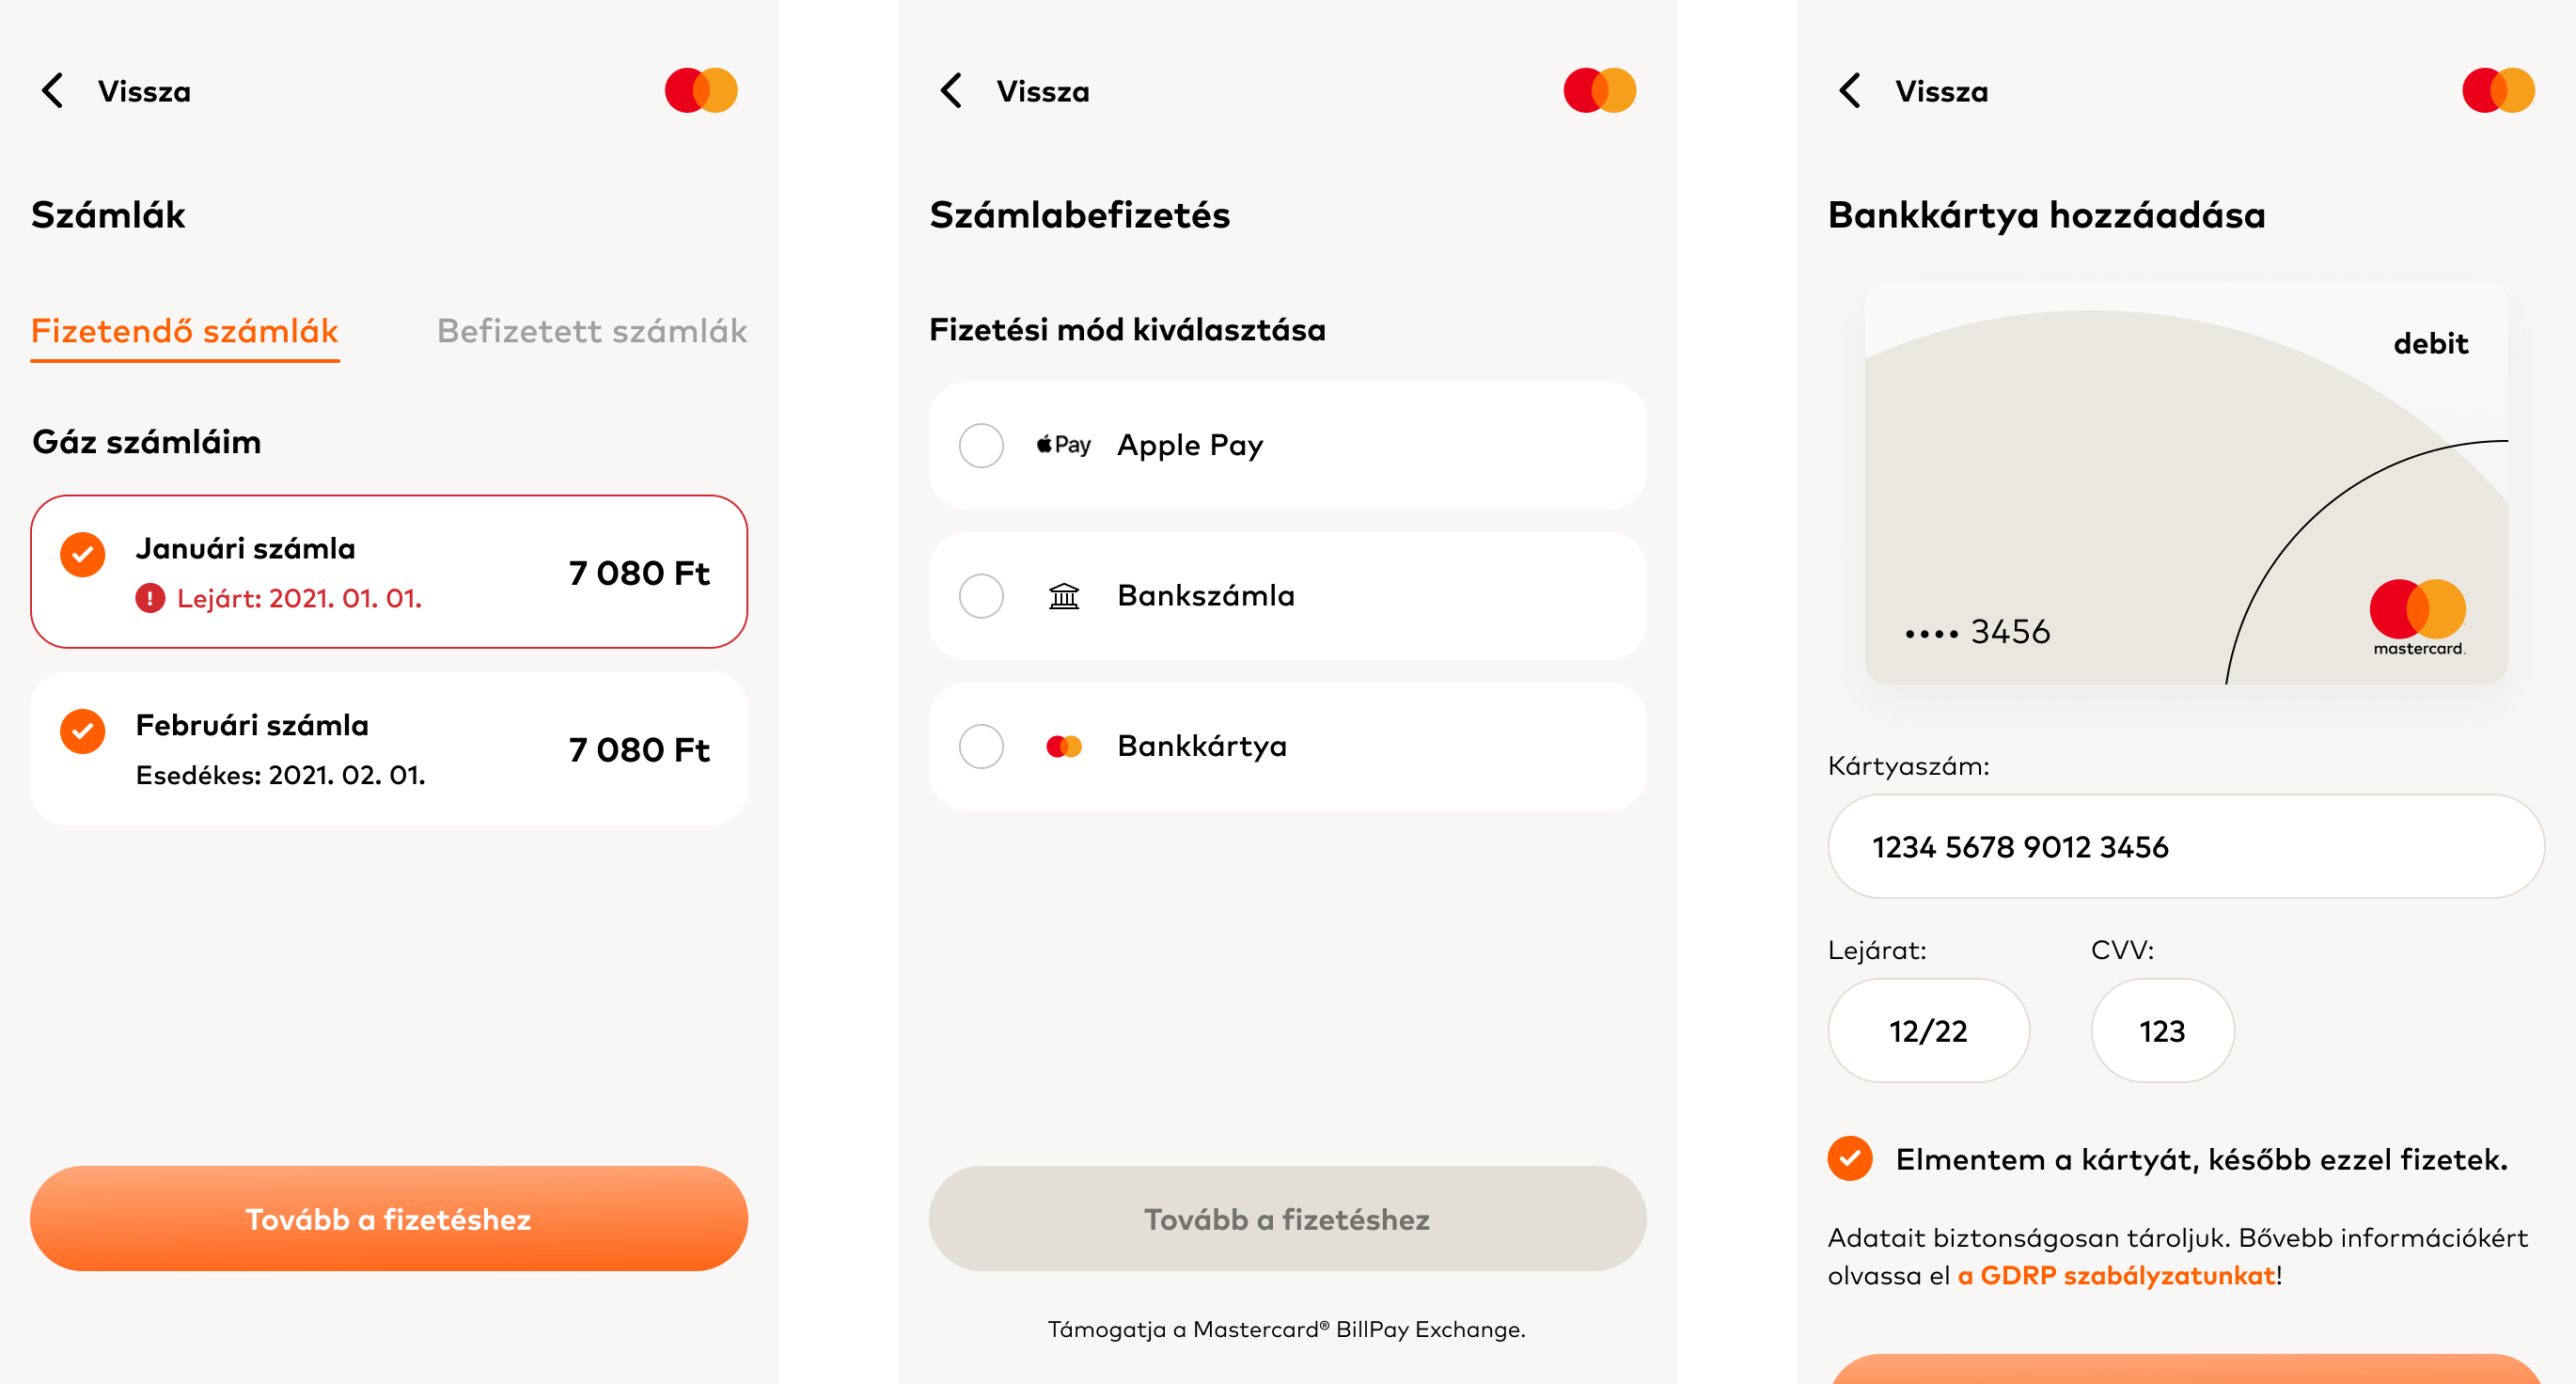 Vissza
Számlák
Fizetendő számlák
Befizetett számlák
Gáz számláim
Januári számla
Lejárt: 2021. 01. 01.
7 080 Ft
Februári számla
Esedékes: 2021. 02. 01.
7 080 Ft
Tovább a fizetéshez
Vissza
Számlabefizetés
Fizetési mód kiválasztása
Pay Apple Pay
Bankszámla
Bankkártya
Tovább a fizetéshez
Támogatja a Mastercard® BillPay Exchange.
Vissza
Bankkártya hozzáadása
debit
•••• 3456
mastercard.
Kártyaszám:
1234 5678 9012 3456
Lejárat:
CVV:
12/22
123
Elmentem a kártyát, később ezzel fizetek.
Adatait biztonságosan tároljuk. Bővebb információkért
olvassa el a GDRP szabályzatunkat!